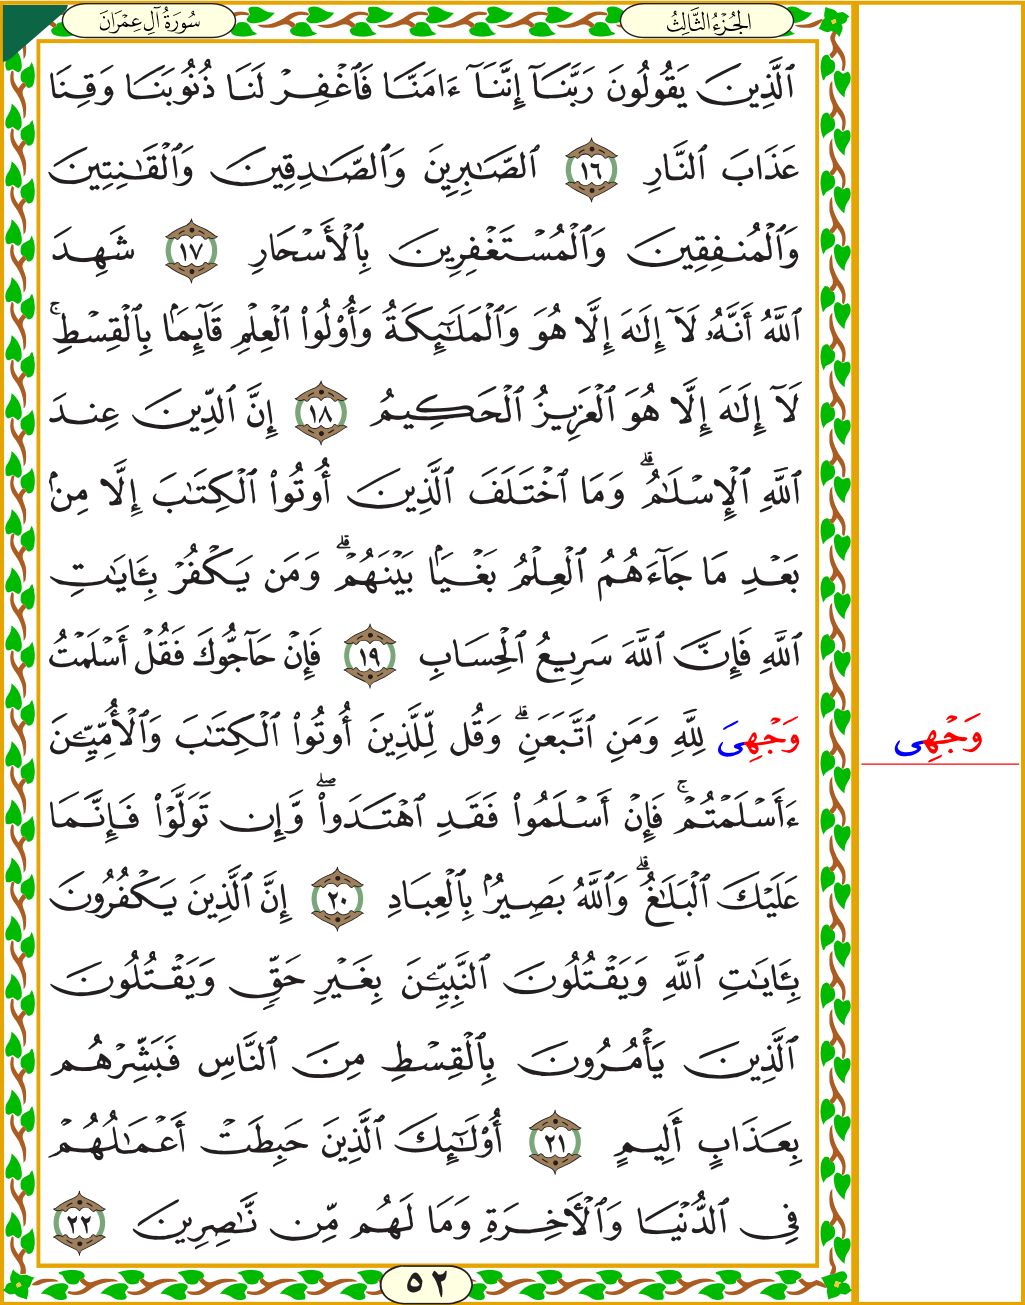 سُورَةُ آلِ عِمْرَانَ
الجُزْءُ الثَّالِثُ
ٱلَّذِينَ يَقُولُونَ رَبَّنَآ إِنَّنَآ ءَامَنَّا فَٱغْفِرْ لَنَا ذُنُوبَنَا وَقِنَا
عَذَابَ ٱلنَّارِ ١٦ ٱلصَّٰبِرِينَ وَٱلصَّٰدِقِينَ وَٱلْقَٰنِتِينَ
وَٱلْمُنفِقِينَ وَٱلْمُسْتَغْفِرِينَ بِٱلْأَسْحَارِ ١٧ شَهِدَ
ٱللَّهُ أَنَّهُۥ لَآ إِلَٰهَ إِلَّا هُوَ وَٱلْمَلَٰٓئِكَةُ وَأُو۟لُوا۟ ٱلْعِلْمِ قَآئِمَۢا بِٱلْقِسْطِۚ
لَآ إِلَٰهَ إِلَّا هُوَ ٱلْعَزِيزُ ٱلْحَكِيمُ ١٨ إِنَّ ٱلدِّينَ عِندَ
ٱللَّهِ ٱلْإِسْلَٰمُۗ وَمَا ٱخْتَلَفَ ٱلَّذِينَ أُوتُوا۟ ٱلْكِتَٰبَ إِلَّا مِنۢ
بَعْدِ مَا جَآءَهُمُ ٱلْعِلْمُ بَغْيَۢا بَيْنَهُمْۗ وَمَن يَكْفُرْ بِـَٔايَٰتِ
ٱللَّهِ فَإِنَّ ٱللَّهَ سَرِيعُ ٱلْحِسَابِ ١٩ فَإِنْ حَآجُّوكَ فَقُلْ أَسْلَمْتُ
وَجْهِىَ لِلَّهِ وَمَنِ ٱتَّبَعَنِۗ وَقُل لِّلَّذِينَ أُوتُوا۟ ٱلْكِتَٰبَ وَٱلْأُمِّيِّـۧنَ
ءَأَسْلَمْتُمْۚ فَإِنْ أَسْلَمُوا۟ فَقَدِ ٱهْتَدَوا۟ۖ وَّإِن تَوَلَّوْا۟ فَإِنَّمَا
عَلَيْكَ ٱلْبَلَٰغُۗ وَٱللَّهُ بَصِيرُۢ بِٱلْعِبَادِ ٢٠ إِنَّ ٱلَّذِينَ يَكْفُرُونَ
بِـَٔايَٰتِ ٱللَّهِ وَيَقْتُلُونَ ٱلنَّبِيِّـۧنَ بِغَيْرِ حَقٍّ وَيَقْتُلُونَ
ٱلَّذِينَ يَأْمُرُونَ بِٱلْقِسْطِ مِنَ ٱلنَّاسِ فَبَشِّرْهُم
بِعَذَابٍ أَلِيمٍ ٢١ أُو۟لَٰٓئِكَ ٱلَّذِينَ حَبِطَتْ أَعْمَٰلُهُمْ
فِى ٱلدُّنْيَا وَٱلْـَٔاخِرَةِ وَمَا لَهُم مِّن نَّٰصِرِينَ ٢٢
وَجْهِى
٥٢